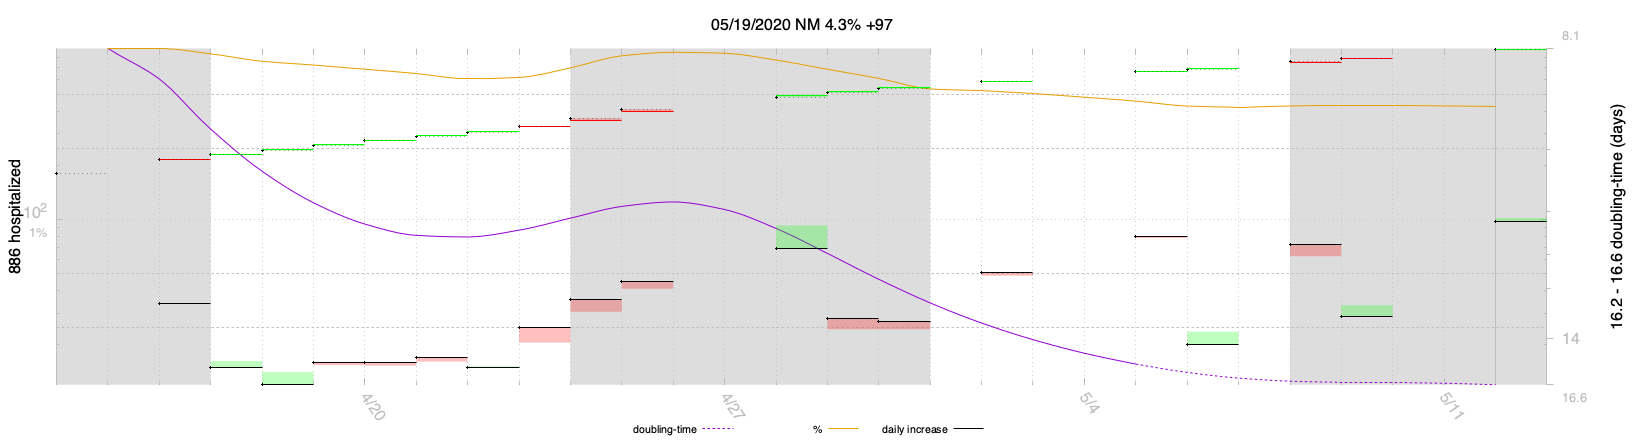 05/19/2020 NM 4.3% +97
8.1
886 hospitalized
10²
1%
16.2 - 16.6 doubling-time (days)
14
16.6
4/20
4/27
5/4
5/11
doubling-time
%
daily increase